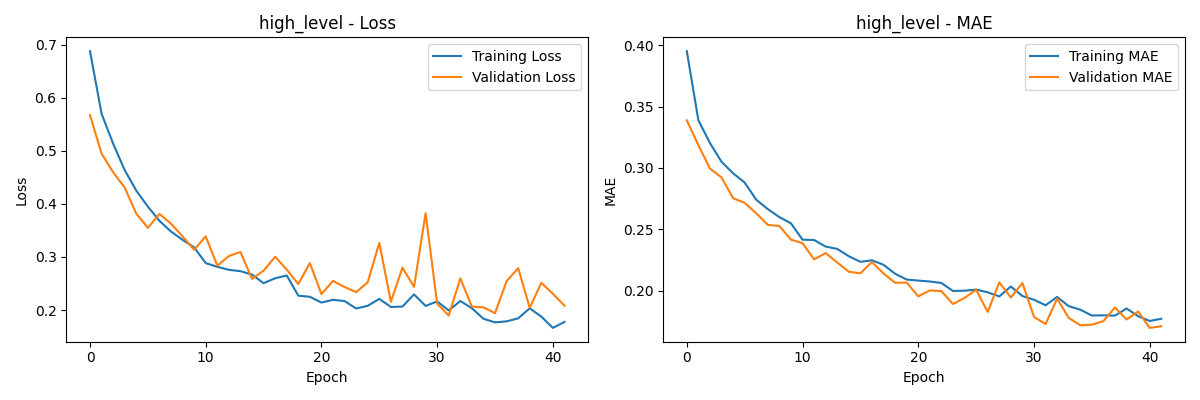 high_level - Loss
0.7
0.6
0.5
0.4
0.3
0.2
Loss
Training Loss
Validation Loss
0
10
20
30
40
Epoch
high_level - MAE
0.40
0.35
0.30
0.25
0.20
MAE
Training MAE
Validation MAE
0
10
20
30
40
Epoch